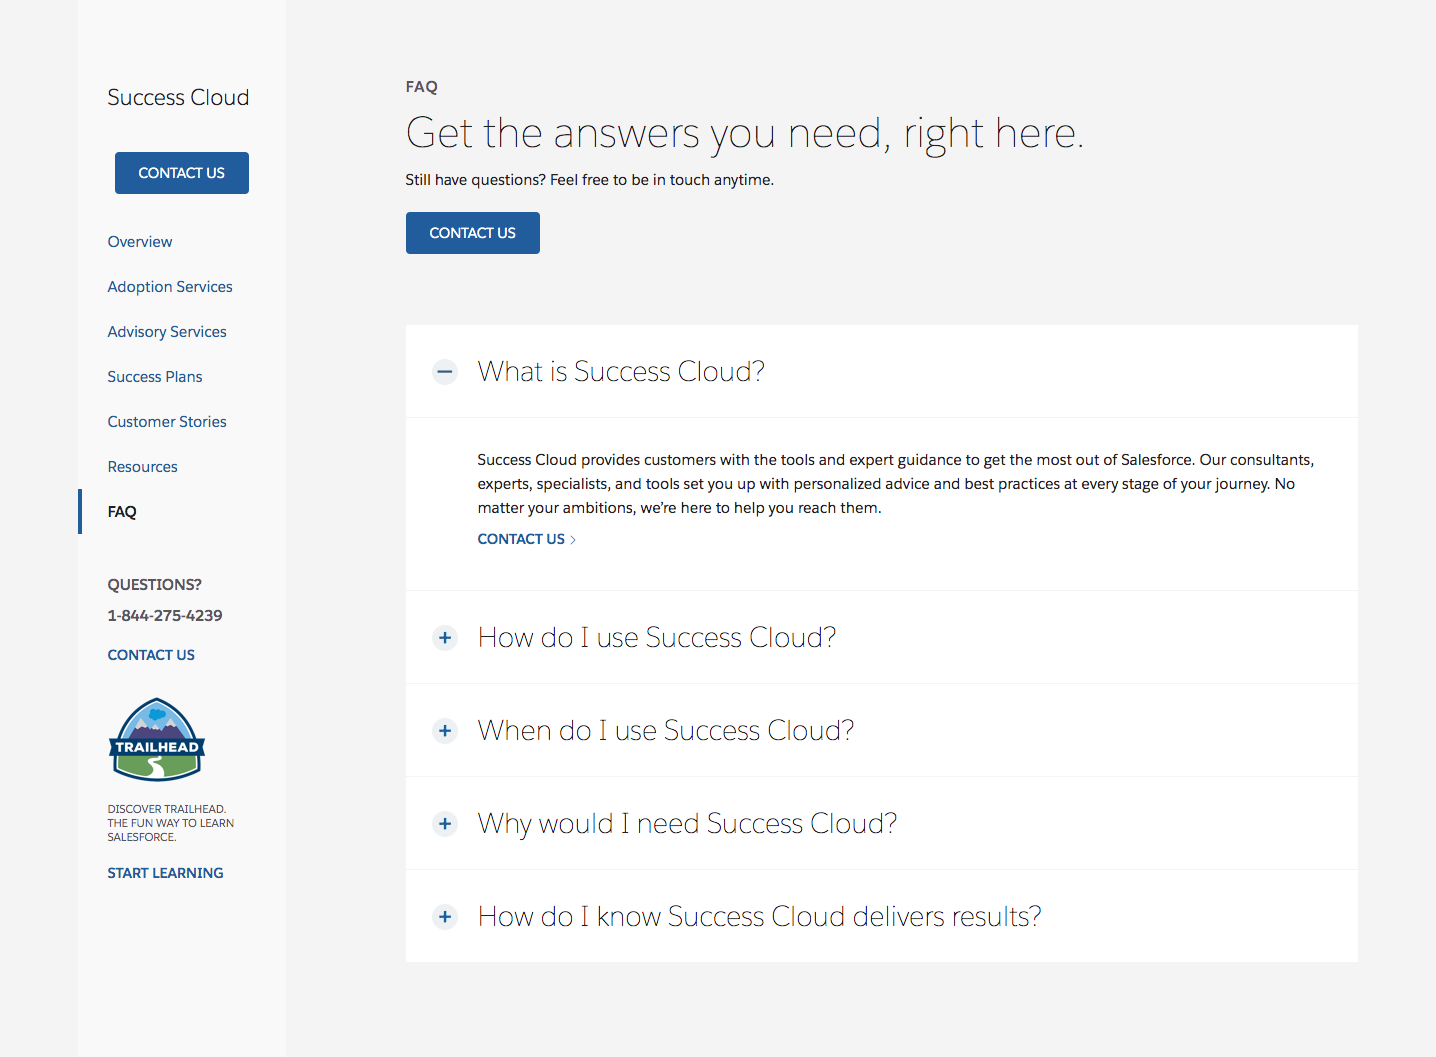 Success Cloud
CONTACT US
Overview
Adoption Services
Advisory Services
Success Plans
Customer Stories
Resources
FAQ
QUESTIONS?
1-844-275-4239
CONTACT US
TRAILHEAD
DISCOVER TRAILHEAD.
THE FUN WAY TO LEARN
SALESFORCE.
START LEARNING
FAQ
Get the answers you need, right here.
Still have questions? Feel free to be in touch anytime.
CONTACT US
What is Success Cloud?
Success Cloud provides customers with the tools and expert guidance to get the most out of Salesforce. Our consultants,
experts, specialists, and tools set you up with personalized advice and best practices at every stage of your journey. No
matter your ambitions, we’re here to help you reach them.
CONTACT US
How do I use Success Cloud?
When do I use Success Cloud?
Why would I need Success Cloud?
How do I know Success Cloud delivers results?